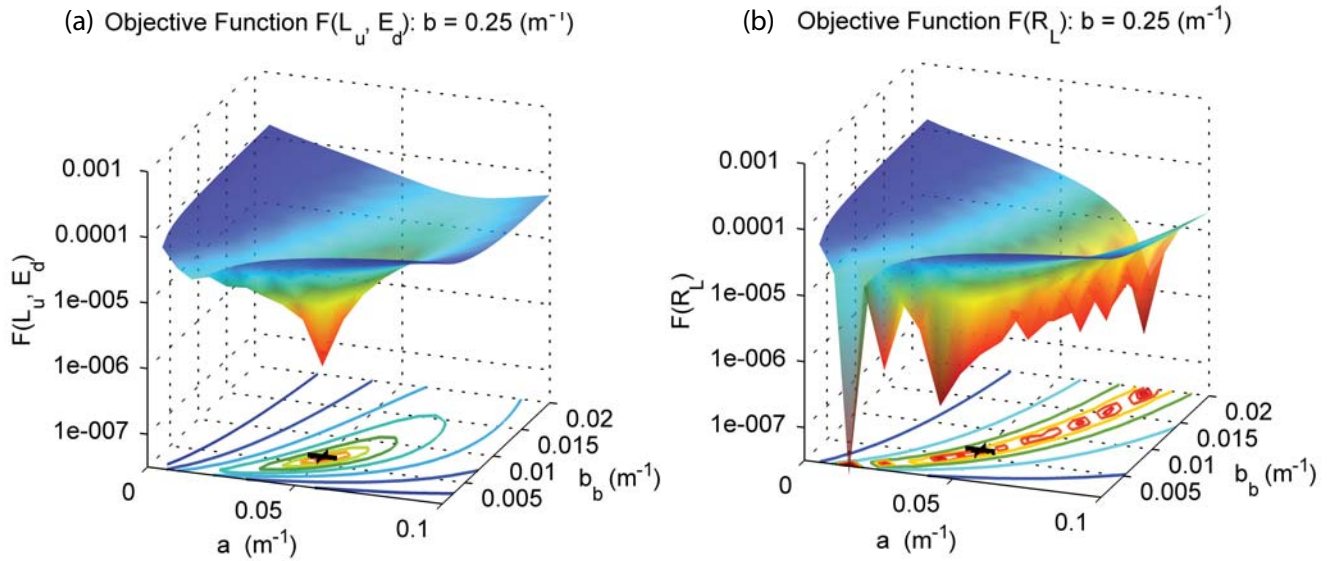 (a) Objective Function F(L_u, E_d): b = 0.25 (m⁻¹)
0.001
0.0001
1e-005
1e-006
1e-007
F(L_u, E_d)
0
0.05
0.1
a (m⁻¹)
0.005
0.01
0.015
0.02
b_b (m⁻¹)
(b) Objective Function F(R_L): b = 0.25 (m⁻¹)
0.001
0.0001
1e-005
1e-006
1e-007
F(R_L)
0
0.05
0.1
a (m⁻¹)
0.005
0.01
0.015
0.02
b_b (m⁻¹)